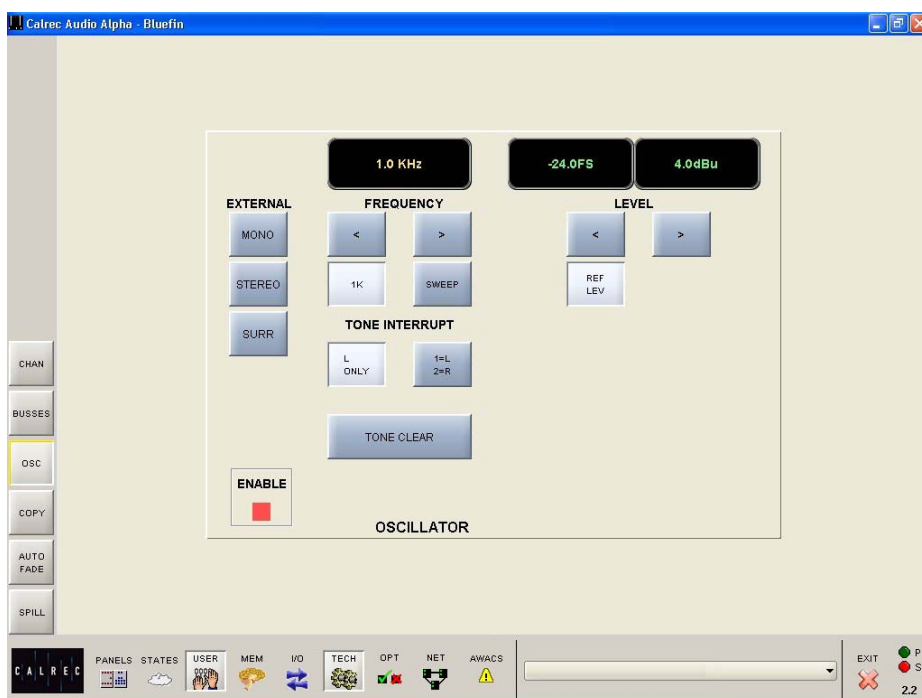 Calrec Audio Alpha - Bluefin
1.0 KHz
-24.0FS
4.0dBu
EXTERNAL
FREQUENCY
LEVEL
MONO
<
>
<
>
STEREO
1K
SWEEP
REF
LEV
SURR
TONE INTERRUPT
L
ONLY
1=L
2=R
TONE CLEAR
ENABLE
OSCILLATOR
CHAN
BUSSES
OSC
COPY
AUTO
FADE
SPILL
CALREC
PANELS
STATES
USER
MEM
I/O
TECH
OPT
NET
AWACS
EXIT
P
S
22